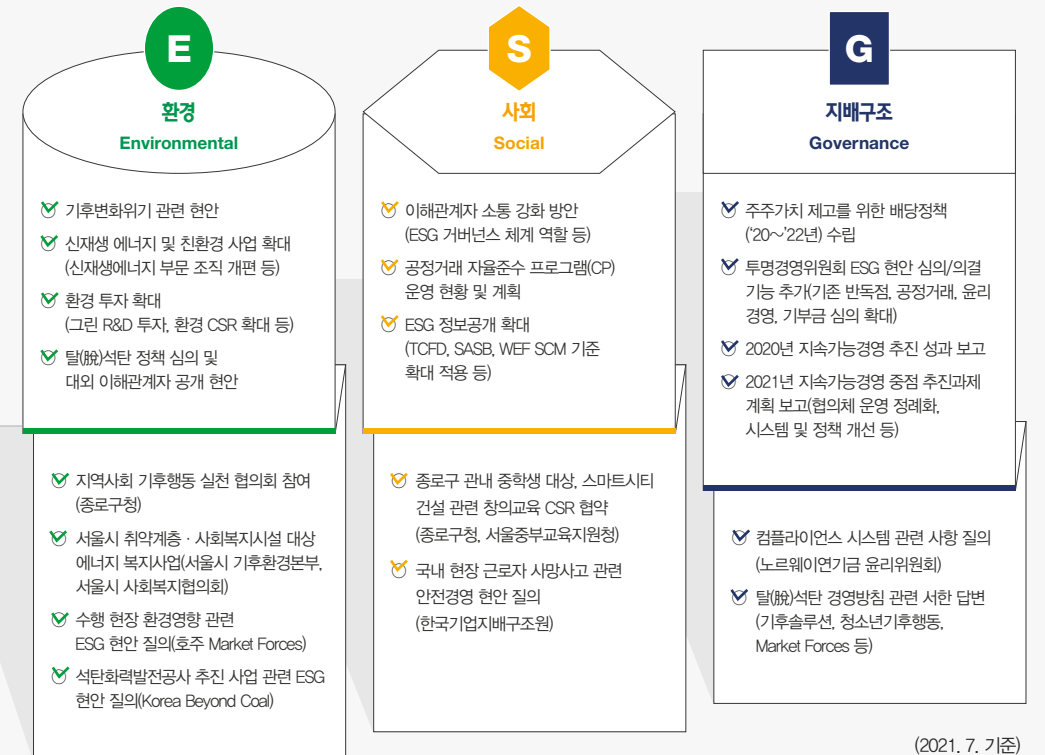 E
환경
Environmental
기후변화위기 관련 현안
신재생 에너지 및 친환경 사업 확대
(신재생에너지 부문 조직 개편 등)
환경 투자 확대
(그린 R&D 투자, 환경 CSR 확대 등)
탈(脫)석탄 정책 심의 및
대외 이해관계자 공개 현안
지역사회 기후행동 실천 협의회 참여
(종로구청)
서울시 취약계층 · 사회복지시설 대상
에너지 복지사업(서울시 기후환경본부,
서울시 사회복지협의회)
수행 현장 환경영향 관련
ESG 현안 질의(호주 Market Forces)
석탄화력발전공사 추진 사업 관련 ESG
현안 질의(Korea Beyond Coal)
S
사회
Social
이해관계자 소통 강화 방안
(ESG 거버넌스 체계 역할 등)
공정거래 자율준수 프로그램(CP)
운영 현황 및 계획
ESG 정보공개 확대
(TCFD, SASB, WEF SCM 기준
확대 적용 등)
종로구 관내 중학생 대상, 스마트시티
건설 관련 창의교육 CSR 협약
(종로구청, 서울중부교육지원청)
국내 현장 근로자 사망사고 관련
안전경영 현안 질의
(한국기업지배구조원)
G
지배구조
Governance
주주가치 제고를 위한 배당정책
(‘20～’22년) 수립
투명경영위원회 ESG 현안 심의/의결
기능 추가(기존 반독점, 공정거래, 윤리
경영, 기부금 심의 확대)
2020년 지속가능경영 추진 성과 보고
2021년 지속가능경영 중점 추진과제
계획 보고(협의체 운영 정례화,
시스템 및 정책 개선 등)
컴플라이언스 시스템 관련 사항 질의
(노르웨이연기금 윤리위원회)
탈(脫)석탄 경영방침 관련 서한 답변
(기후솔루션, 청소년기후행동,
Market Forces 등)
(2021. 7. 기준)